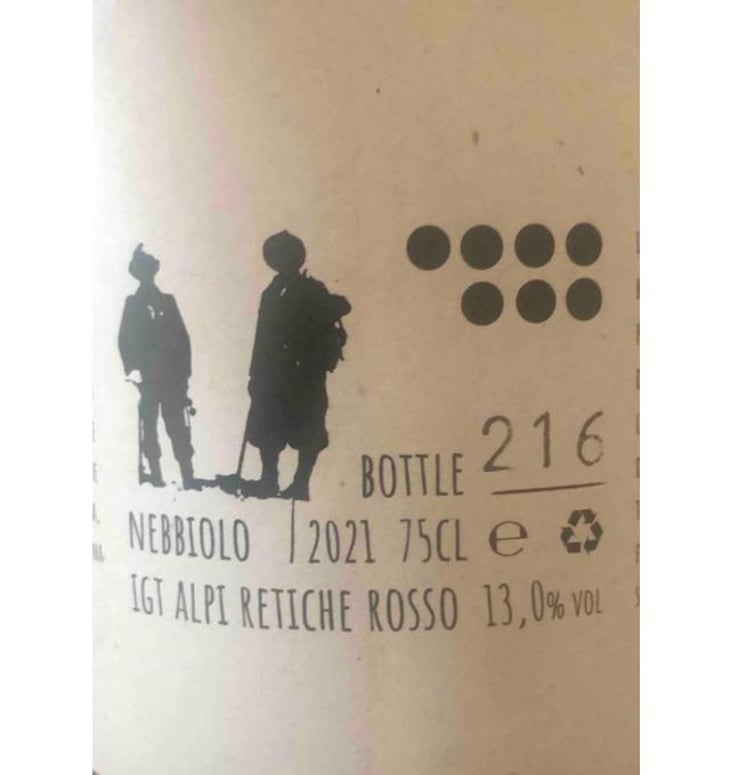 BOTTLE 216
NEBBIOLO | 2021 75CL ℮
IGT ALPI RETICHE ROSSO 13,0% VOL